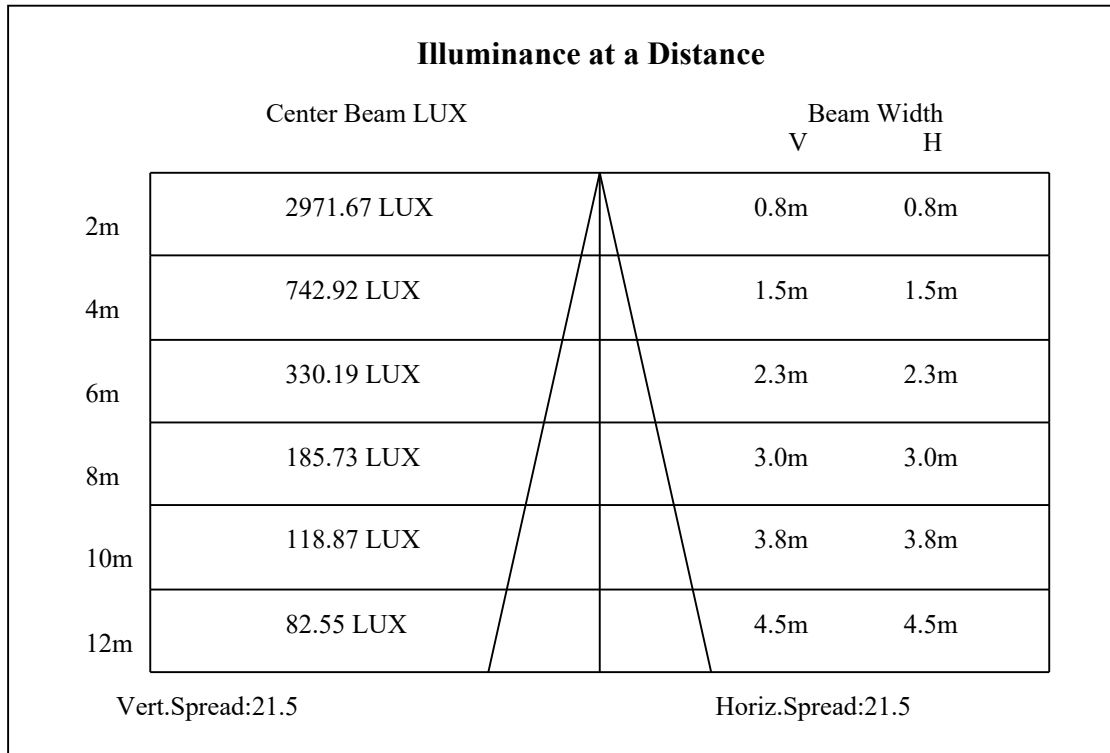 Illuminance at a Distance
Center Beam LUX Beam Width
V H
2m 2971.67 LUX 0.8m 0.8m
4m 742.92 LUX 1.5m 1.5m
6m 330.19 LUX 2.3m 2.3m
8m 185.73 LUX 3.0m 3.0m
10m 118.87 LUX 3.8m 3.8m
12m 82.55 LUX 4.5m 4.5m
Vert.Spread:21.5 Horiz.Spread:21.5